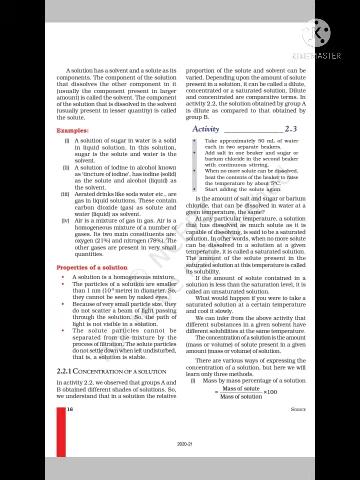 KINEMASTER
A solution has a solvent and a solute as its
components. The component of the solution
that dissolves the other component in it
(usually the component present in larger
amount) is called the solvent. The component
of the solution that is dissolved in the solvent
(usually present in lesser quantity) is called
the solute.
Examples:
(i) A solution of sugar in water is a solid
in liquid solution. In this solution,
sugar is the solute and water is the
solvent.
(ii) A solution of iodine in alcohol known
as 'tincture of iodine', has iodine (solid)
as the solute and alcohol (liquid) as
the solvent.
(iii) Aerated drinks like soda water etc., are
gas in liquid solutions. These contain
carbon dioxide (gas) as solute and
water (liquid) as solvent.
(iv) Air is a mixture of gas in gas. Air is a
homogeneous mixture of a number of
gases. Its two main constituents are:
oxygen (21%) and nitrogen (78%). The
other gases are present in very small
quantities.
Properties of a solution
• A solution is a homogeneous mixture.
• The particles of a solution are smaller
than 1 nm (10⁻⁹ metre) in diameter. So,
they cannot be seen by naked eyes.
• Because of very small particle size, they
do not scatter a beam of light passing
through the solution. So, the path of
light is not visible in a solution.
• The solute particles cannot be
separated from the mixture by the
process of filtration. The solute particles
do not settle down when left undisturbed,
that is, a solution is stable.
2.2.1 CONCENTRATION OF A SOLUTION
In activity 2.2, we observed that groups A and
B obtained different shades of solutions. So,
we understand that in a solution the relative
proportion of the solute and solvent can be
varied. Depending upon the amount of solute
present in a solution, it can be called a dilute,
concentrated or a saturated solution. Dilute
and concentrated are comparative terms. In
activity 2.2, the solution obtained by group A
is dilute as compared to that obtained by
group B.
Activity 2.3
• Take approximately 50 mL of water
each in two separate beakers.
• Add salt in one beaker and sugar or
barium chloride in the second beaker
with continuous stirring.
• When no more solute can be dissolved,
heat the contents of the beaker to raise
the temperature by about 5°C.
• Start adding the solute again.
Is the amount of salt and sugar or barium
chloride, that can be dissolved in water at a
given temperature, the same?
At any particular temperature, a solution
that has dissolved as much solute as it is
capable of dissolving, is said to be a saturated
solution. In other words, when no more solute
can be dissolved in a solution at a given
temperature, it is called a saturated solution.
The amount of the solute present in the
saturated solution at this temperature is called
its solubility.
If the amount of solute contained in a
solution is less than the saturation level, it is
called an unsaturated solution.
What would happen if you were to take a
saturated solution at a certain temperature
and cool it slowly.
We can infer from the above activity that
different substances in a given solvent have
different solubilities at the same temperature.
The concentration of a solution is the amount
(mass or volume) of solute present in a given
amount (mass or volume) of solution.
There are various ways of expressing the
concentration of a solution, but here we will
learn only three methods.
(i) Mass by mass percentage of a solution
= Mass of solute / Mass of solution ×100
16
SCIENCE
2020-21